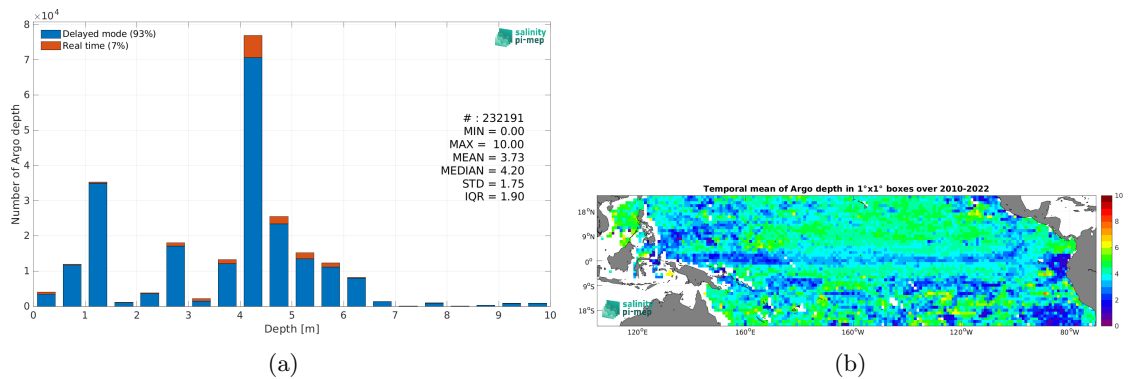 ×10⁴
8
7
6
5
4
3
2
1
0
Number of Argo depth
Delayed mode (93%)
Real time (7%)
salinity
pi-mep
# : 232191
MIN = 0.00
MAX = 10.00
MEAN = 3.73
MEDIAN = 4.20
STD = 1.75
IQR = 1.90
0 1 2 3 4 5 6 7 8 9 10
Depth [m]
(a)
Temporal mean of Argo depth in 1°x1° boxes over 2010-2022
18°N
9°N
0°
9°S
18°S
salinity
pi-mep
120°E 160°E 160°W 120°W 80°W
10
8
6
4
2
0
(b)